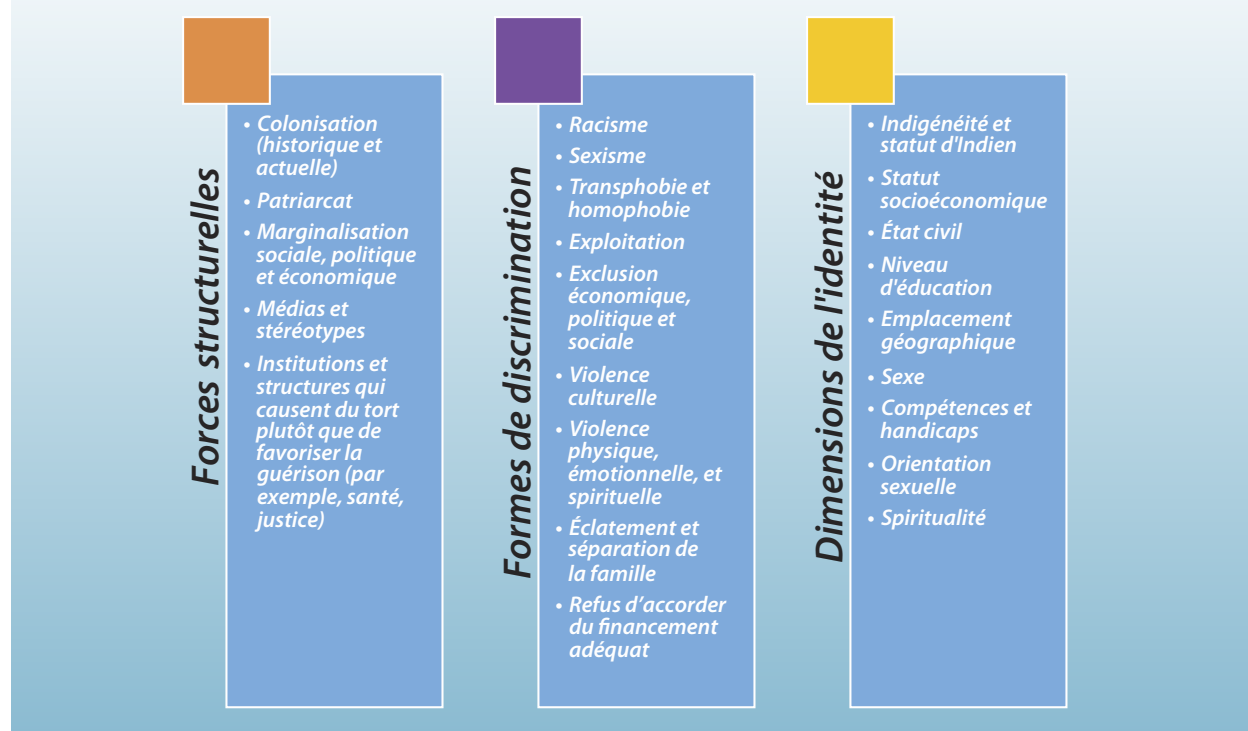 Forces structurelles
• Colonisation
(historique et
actuelle)
• Patriarcat
• Marginalisation
sociale, politique
et économique
• Médias et
stéréotypes
• Institutions et
structures qui
causent du tort
plutôt que de
favoriser la
guérison (par
exemple, santé,
justice)
Formes de discrimination
• Racisme
• Sexisme
• Transphobie et
homophobie
• Exploitation
• Exclusion
économique,
politique et
sociale
• Violence
culturelle
• Violence
physique,
émotionnelle, et
spirituelle
• Éclatement et
séparation de
la famille
• Refus d’accorder
du financement
adéquat
Dimensions de l'identité
• Indigénéité et
statut d'Indien
• Statut
socioéconomique
• État civil
• Niveau
d'éducation
• Emplacement
géographique
• Sexe
• Compétences et
handicaps
• Orientation
sexuelle
• Spiritualité